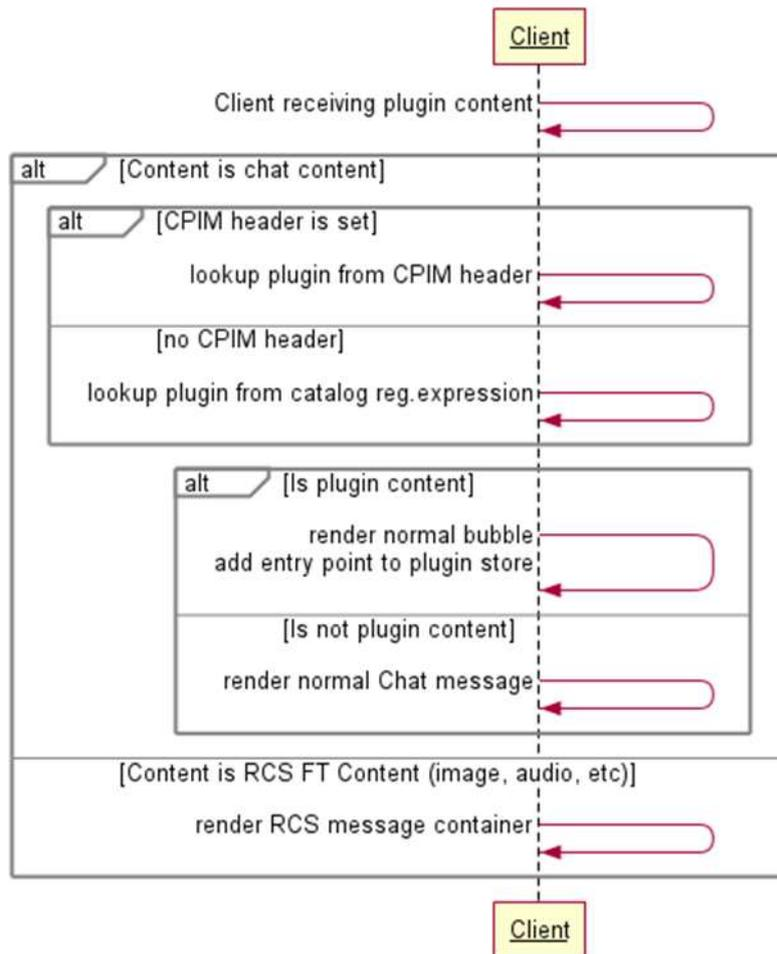 Client
Client receiving plugin content
alt [Content is chat content]
alt [CPIM header is set]
lookup plugin from CPIM header
[no CPIM header]
lookup plugin from catalog reg.expression
alt [Is plugin content]
render normal bubble
add entry point to plugin store
[Is not plugin content]
render normal Chat message
[Content is RCS FT Content (image, audio, etc)]
render RCS message container
Client